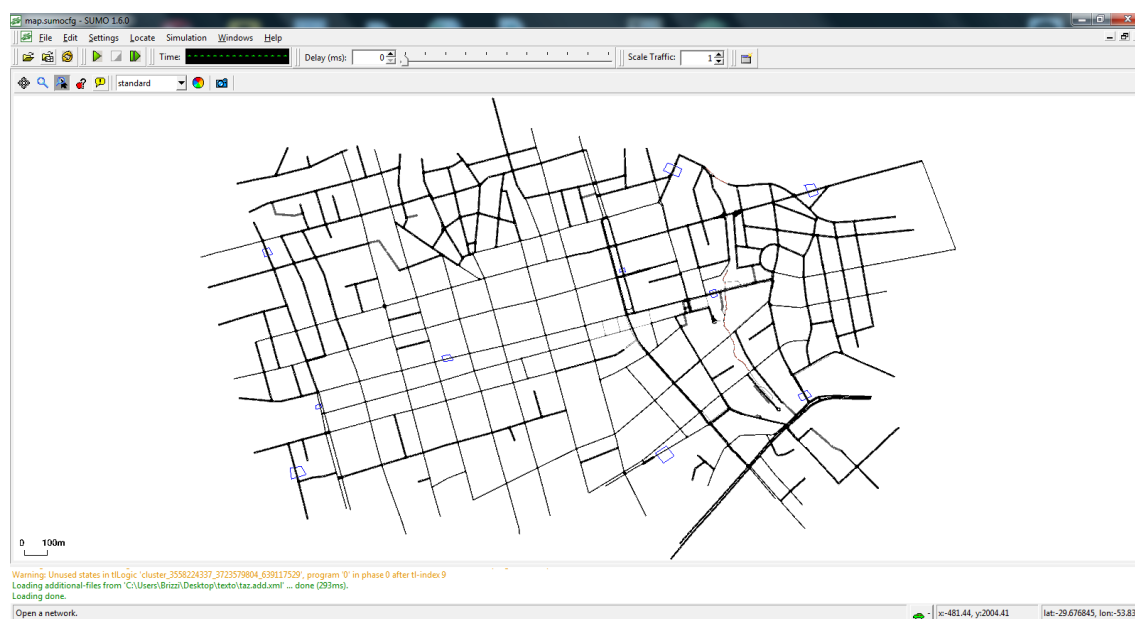 map.sumocfg - SUMO 1.6.0
File Edit Settings Locate Simulation Windows Help
Time: Delay (ms): 0 Scale Traffic: 1
standard
0 100m
Warning: Unused states in tlLogic 'cluster_3558224337_3723579804_639117529', program '0' in phase 0 after tl-index 9
Loading additional-files from 'C:\Users\Brizzi\Desktop\texto\taz.add.xml' ... done (293ms).
Loading done.
Open a network. x:-481.44, y:2004.41 lat:-29.676845, lon:-53.83